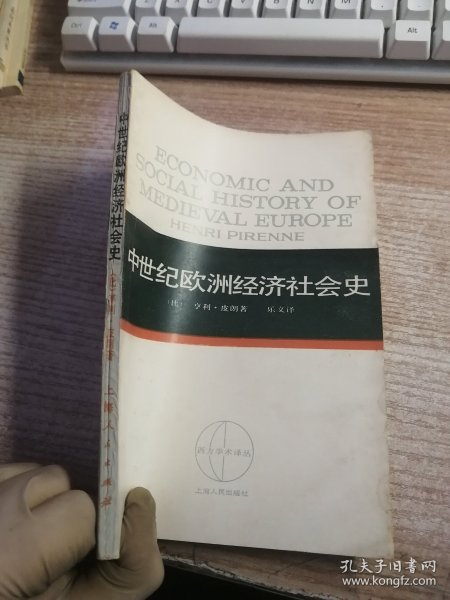 ECONOMIC AND
SOCIAL HISTORY OF
MEDIEVAL EUROPE
HENRI PIRENNE
中世纪欧洲经济社会史
〔比〕 亨利·皮朗著 乐文译
西方学术译丛
上海人民出版社
中世纪欧洲经济社会史
上海人民出版社
Ctrl
Alt
Alt
孔夫子旧书网
www.kongfz.com